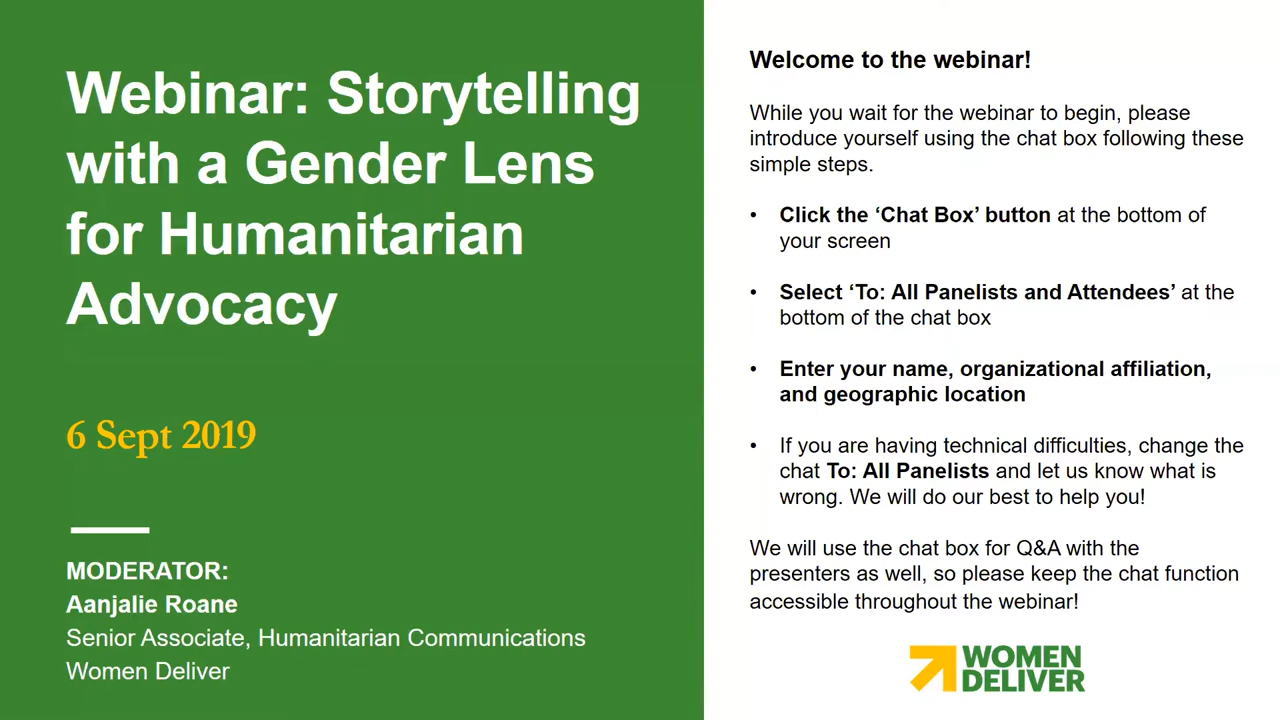 Webinar: Storytelling
with a Gender Lens
for Humanitarian
Advocacy
6 Sept 2019
MODERATOR:
Aanjalie Roane
Senior Associate, Humanitarian Communications
Women Deliver
Welcome to the webinar!
While you wait for the webinar to begin, please
introduce yourself using the chat box following these
simple steps.
• Click the ‘Chat Box’ button at the bottom of
your screen
• Select ‘To: All Panelists and Attendees’ at the
bottom of the chat box
• Enter your name, organizational affiliation,
and geographic location
• If you are having technical difficulties, change the
chat To: All Panelists and let us know what is
wrong. We will do our best to help you!
We will use the chat box for Q&A with the
presenters as well, so please keep the chat function
accessible throughout the webinar!
WOMEN
DELIVER